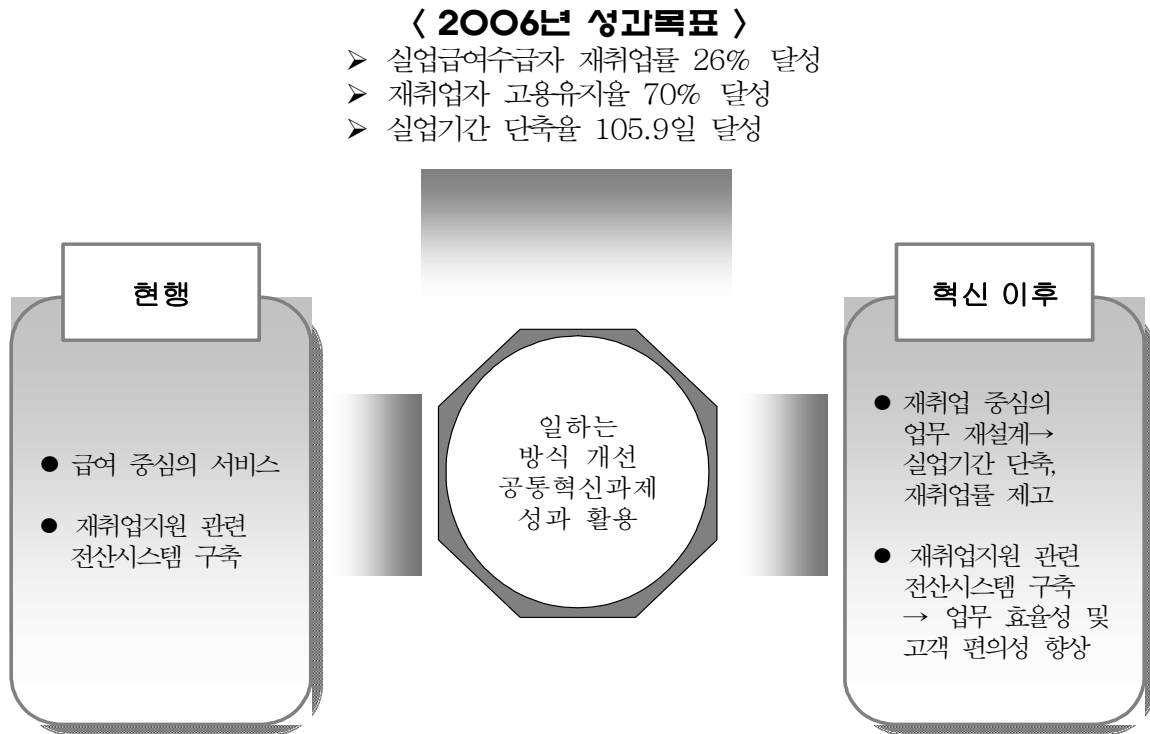 〈 2006년 성과목표 〉
➢ 실업급여수급자 재취업률 26% 달성
➢ 재취업자 고용유지율 70% 달성
➢ 실업기간 단축율 105.9일 달성
현행
● 급여 중심의 서비스
● 재취업지원 관련
전산시스템 구축
일하는
방식 개선
공통혁신과제
성과 활용
혁신 이후
● 재취업 중심의
업무 재설계→
실업기간 단축,
재취업률 제고
● 재취업지원 관련
전산시스템 구축
→ 업무 효율성 및
고객 편의성 향상